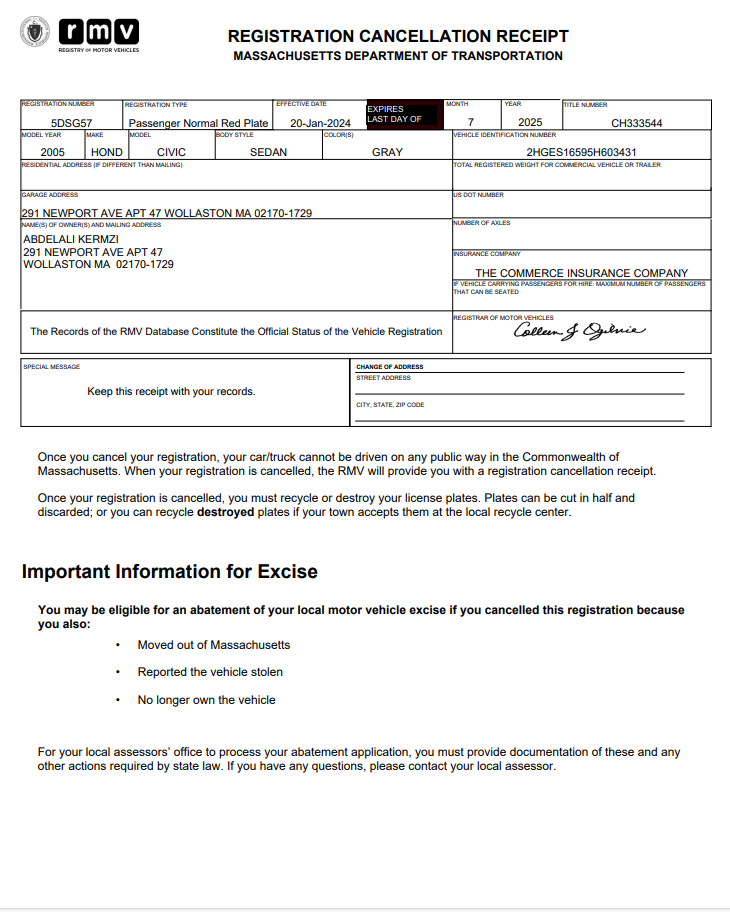 rmv
REGISTRY OF MOTOR VEHICLES
REGISTRATION CANCELLATION RECEIPT
MASSACHUSETTS DEPARTMENT OF TRANSPORTATION
REGISTRATION NUMBER
5DSG57
REGISTRATION TYPE
Passenger Normal Red Plate
EFFECTIVE DATE
20-Jan-2024
EXPIRES
LAST DAY OF
MONTH
7
YEAR
2025
TITLE NUMBER
CH333544
MODEL YEAR
2005
MAKE
HOND
MODEL
CIVIC
BODY STYLE
SEDAN
COLOR(S)
GRAY
VEHICLE IDENTIFICATION NUMBER
2HGES16595H603431
RESIDENTIAL ADDRESS (IF DIFFERENT THAN MAILING)
TOTAL REGISTERED WEIGHT FOR COMMERCIAL VEHICLE OR TRAILER
GARAGE ADDRESS
291 NEWPORT AVE APT 47 WOLLASTON MA 02170-1729
US DOT NUMBER
NAME(S) OF OWNER(S) AND MAILING ADDRESS
ABDELALI KERMZI
291 NEWPORT AVE APT 47
WOLLASTON MA 02170-1729
NUMBER OF AXLES
INSURANCE COMPANY
THE COMMERCE INSURANCE COMPANY
IF VEHICLE CARRYING PASSENGERS FOR HIRE: MAXIMUM NUMBER OF PASSENGERS
THAT CAN BE SEATED
The Records of the RMV Database Constitute the Official Status of the Vehicle Registration
REGISTRAR OF MOTOR VEHICLES
Colleen J Ogilvie
SPECIAL MESSAGE
Keep this receipt with your records.
CHANGE OF ADDRESS
STREET ADDRESS
CITY, STATE, ZIP CODE
Once you cancel your registration, your car/truck cannot be driven on any public way in the Commonwealth of
Massachusetts. When your registration is cancelled, the RMV will provide you with a registration cancellation receipt.
Once your registration is cancelled, you must recycle or destroy your license plates. Plates can be cut in half and
discarded; or you can recycle destroyed plates if your town accepts them at the local recycle center.
Important Information for Excise
You may be eligible for an abatement of your local motor vehicle excise if you cancelled this registration because
you also:
• Moved out of Massachusetts
• Reported the vehicle stolen
• No longer own the vehicle
For your local assessors' office to process your abatement application, you must provide documentation of these and any
other actions required by state law. If you have any questions, please contact your local assessor.